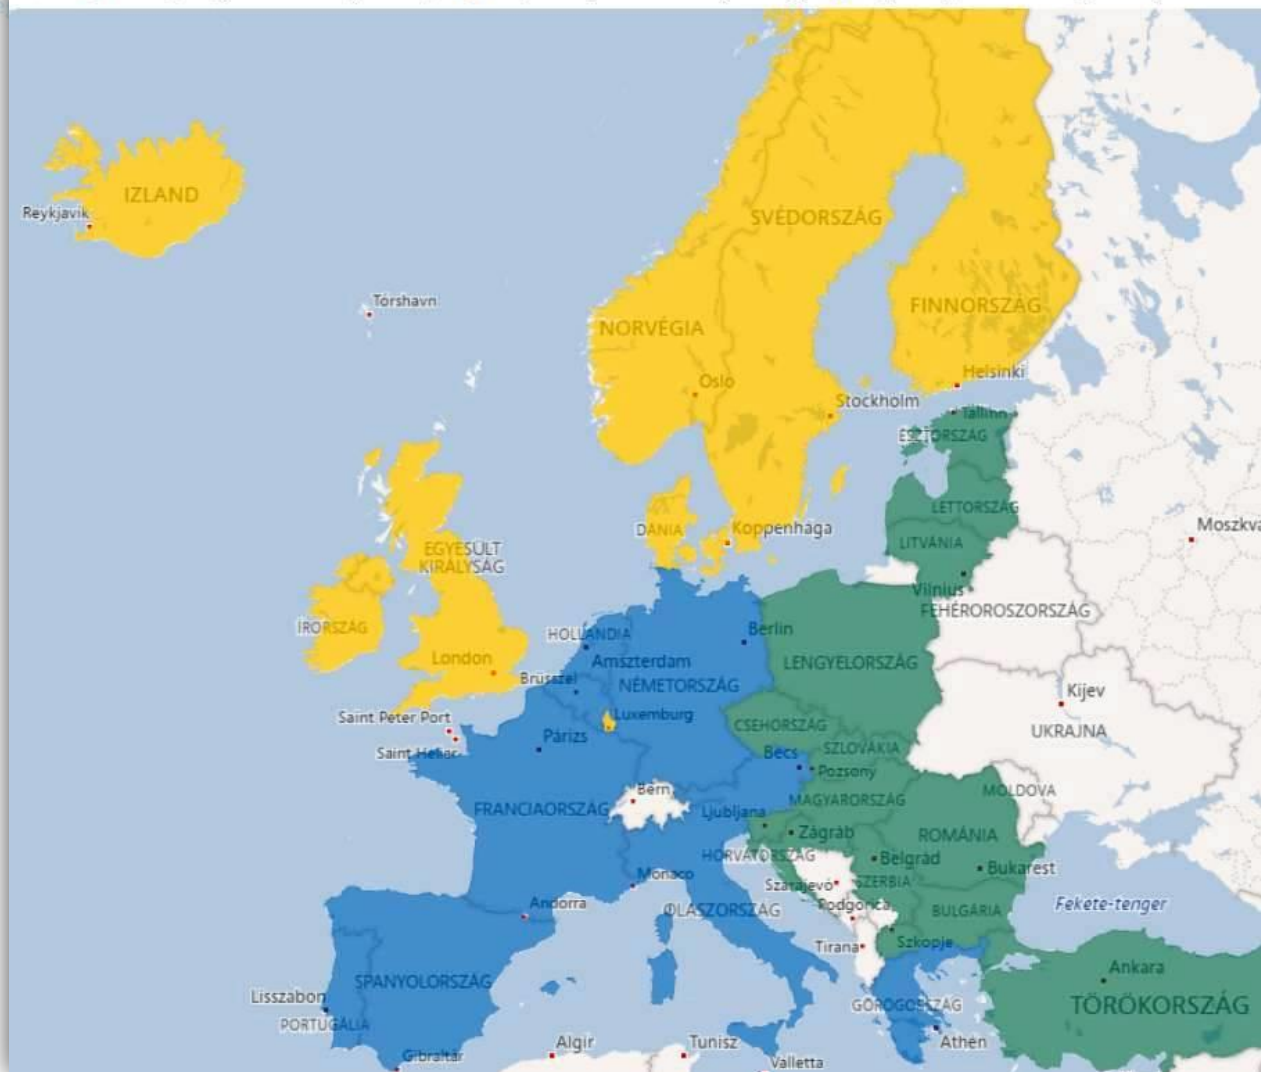 IZLAND
Reykjavik
SVÉDORSZÁG
Tórshavn
FINNORSZÁG
NORVÉGIA
Helsinki
Oslo
Stockholm
Tallinn
ÉSZTORSZÁG
LETTORSZÁG
DÁNIA
Koppenhága
Moszkva
EGYESÜLT
KIRÁLYSÁG
LITVÁNIA
Vilnius
FEHÉROROSZORSZÁG
ÍRORSZÁG
HOLLANDIA
Berlin
London
Amszterdam
LENGYELORSZÁG
Brüsszel
NÉMETORSZÁG
Kijev
Saint Peter Port
Luxemburg
CSEHORSZÁG
UKRAJNA
Saint Helier
Párizs
Becs
SZLOVÁKIA
Pozsony
Bern
MOLDOVA
FRANCIAORSZÁG
Ljubljana
MAGYARORSZÁG
Zágráb
ROMÁNIA
HORVÁTORSZÁG
Belgrád
Bukarest
Monaco
Szarajevó
SZERBIA
Andorra
OLASZORSZÁG
Podgorica
BULGÁRIA
Fekete-tenger
Tirana
Szkopje
SPANYOLORSZÁG
Ankara
Lisszabon
GÖRÖGORSZÁG
TÖRÖKORSZÁG
PORTUGÁLIA
Algír
Tunisz
Athén
Gibraltár
Valletta